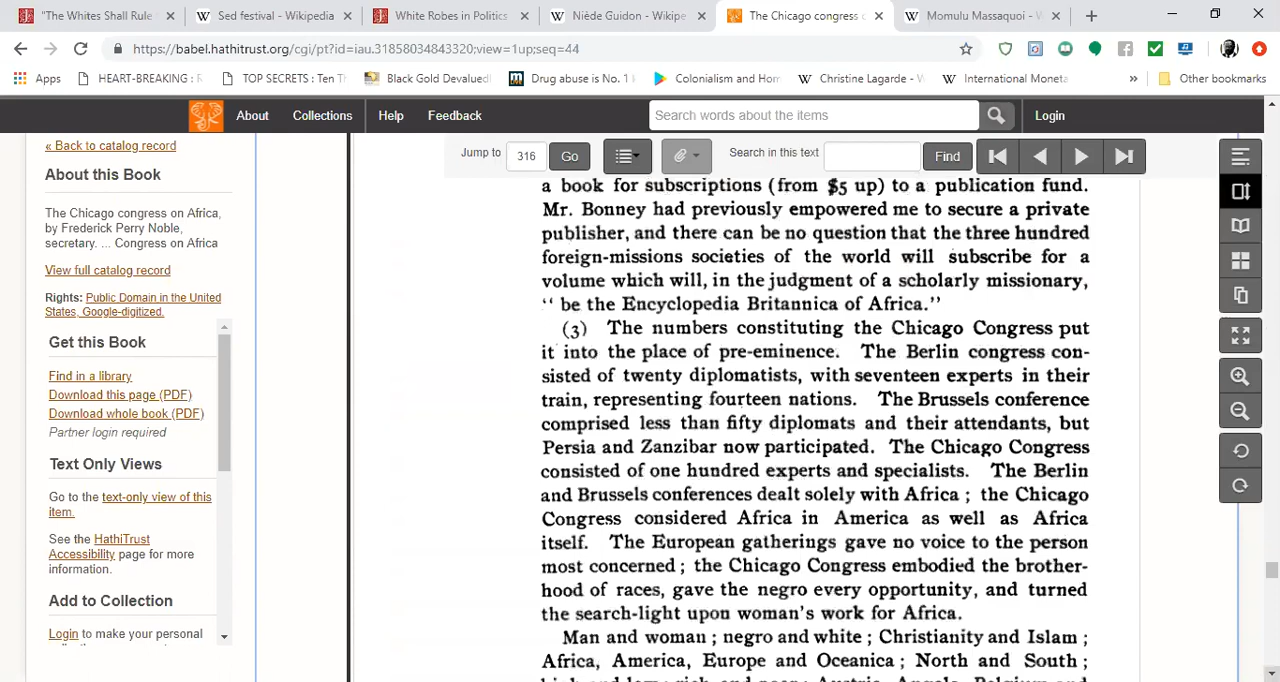 "The Whites Shall Rule
Sed festival - Wikipedia
White Robes in Politics
Niède Guidon - Wikipe
The Chicago congress
Momulu Massaquoi - W
https://babel.hathitrust.org/cgi/pt?id=iau.31858034843320;view=1up;seq=44
Apps
HEART-BREAKING : R
TOP SECRETS : Ten Th
Black Gold Devalued
Drug abuse is No. 1
Colonialism and Hom
Christine Lagarde - W
International Moneta
»
Other bookmarks
About
Collections
Help
Feedback
Search words about the items
Login
« Back to catalog record
About this Book
The Chicago congress on Africa,
by Frederick Perry Noble,
secretary. ... Congress on Africa
View full catalog record
Rights: Public Domain in the United
States, Google-digitized.
Get this Book
Find in a library
Download this page (PDF)
Download whole book (PDF)
Partner login required
Text Only Views
Go to the text-only view of this
item.
See the HathiTrust
Accessibility page for more
information.
Add to Collection
Login to make your personal
Jump to
316
Go
Search in this text
Find
a book for subscriptions (from $5 up) to a publication fund.
Mr. Bonney had previously empowered me to secure a private
publisher, and there can be no question that the three hundred
foreign-missions societies of the world will subscribe for a
volume which will, in the judgment of a scholarly missionary,
“ be the Encyclopedia Britannica of Africa.”
(3) The numbers constituting the Chicago Congress put
it into the place of pre-eminence. The Berlin congress con-
sisted of twenty diplomatists, with seventeen experts in their
train, representing fourteen nations. The Brussels conference
comprised less than fifty diplomats and their attendants, but
Persia and Zanzibar now participated. The Chicago Congress
consisted of one hundred experts and specialists. The Berlin
and Brussels conferences dealt solely with Africa ; the Chicago
Congress considered Africa in America as well as Africa
itself. The European gatherings gave no voice to the person
most concerned ; the Chicago Congress embodied the brother-
hood of races, gave the negro every opportunity, and turned
the search-light upon woman's work for Africa.
Man and woman ; negro and white ; Christianity and Islam ;
Africa, America, Europe and Oceanica ; North and South ;
high and low ; rich and poor ; Austria, Angola, Belgium and